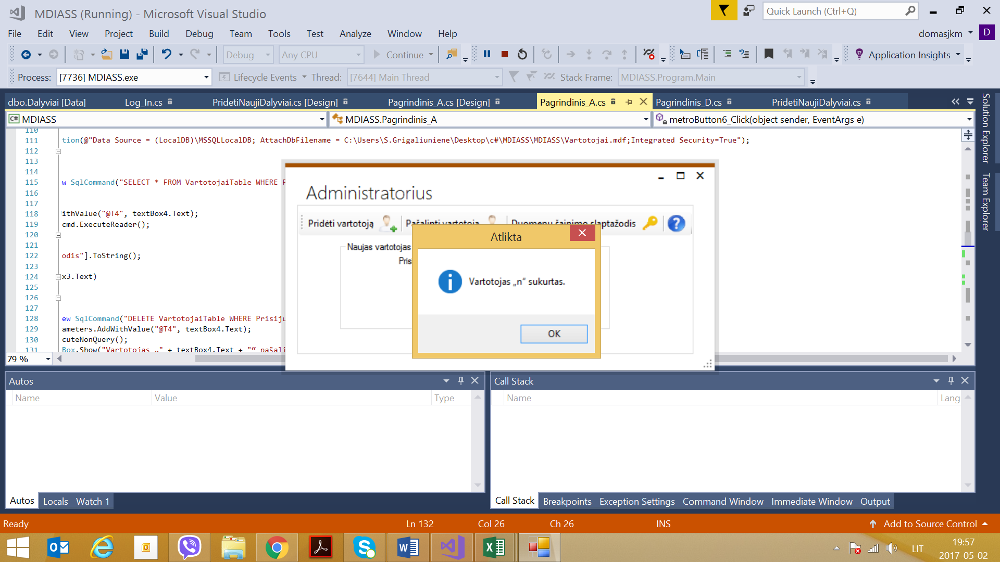 MDIASS (Running) - Microsoft Visual Studio
Quick Launch (Ctrl+Q)
File Edit View Project Build Debug Team Tools Test Analyze Window Help
domasjkm D
Debug Any CPU Continue Application Insights
Process: [7736] MDIASS.exe Lifecycle Events Thread: [7644] Main Thread Stack Frame: MDIASS.Program.Main
dbo.Dalyviai [Data] Log_In.cs PridetiNaujiDalyviai.cs [Design] Pagrindinis_A.cs [Design] Pagrindinis_A.cs Pagrindinis_D.cs PridetiNaujiDalyviai.cs
C# MDIASS MDIASS.Pagrindinis_A metroButton6_Click(object sender, EventArgs e)
Solution Explorer
Team Explorer
110
111 tion(@"Data Source = (LocalDB)\MSSQLLocalDB; AttachDbFilename = C:\Users\S.Grigaliuniene\Desktop\c#\MDIASS\MDIASS\Vartotojai.mdf;Integrated Security=True");
112
113
114
115 w SqlCommand("SELECT * FROM VartotojaiTable WHERE
116
117
118 ithValue("@T4", textBox4.Text);
119 cmd.ExecuteReader();
120
121
122 odis"].ToString();
123
124 x3.Text)
125
126
127
128 ew SqlCommand("DELETE VartotojaiTable WHERE Prisiju
129 ameters.AddWithValue("@T4", textBox4.Text);
130 cuteNonQuery();
131 Box.Show("Vartotojas „" + textBox4.Text + "“ pašali
79 %
Administratorius
Pridėti vartotoją Pašalinti vartotoją Duomenų šalinimo slaptažodis
Naujas vartotojas
Pris
Atlikta
Vartotojas „n“ sukurtas.
OK
Autos
Name Value Type
Autos Locals Watch 1
Call Stack
Name Lang
Call Stack Breakpoints Exception Settings Command Window Immediate Window Output
Ready Ln 132 Col 26 Ch 26 INS Add to Source Control
LIT
19:57
2017-05-02